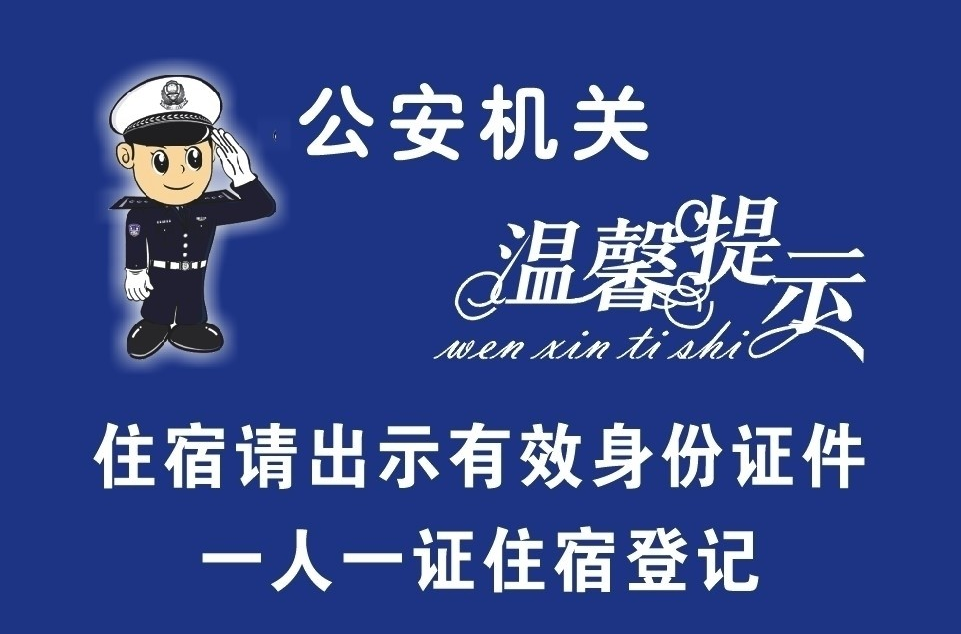 公安机关
温馨提示
wen xin ti shi
住宿请出示有效身份证件
一人一证住宿登记